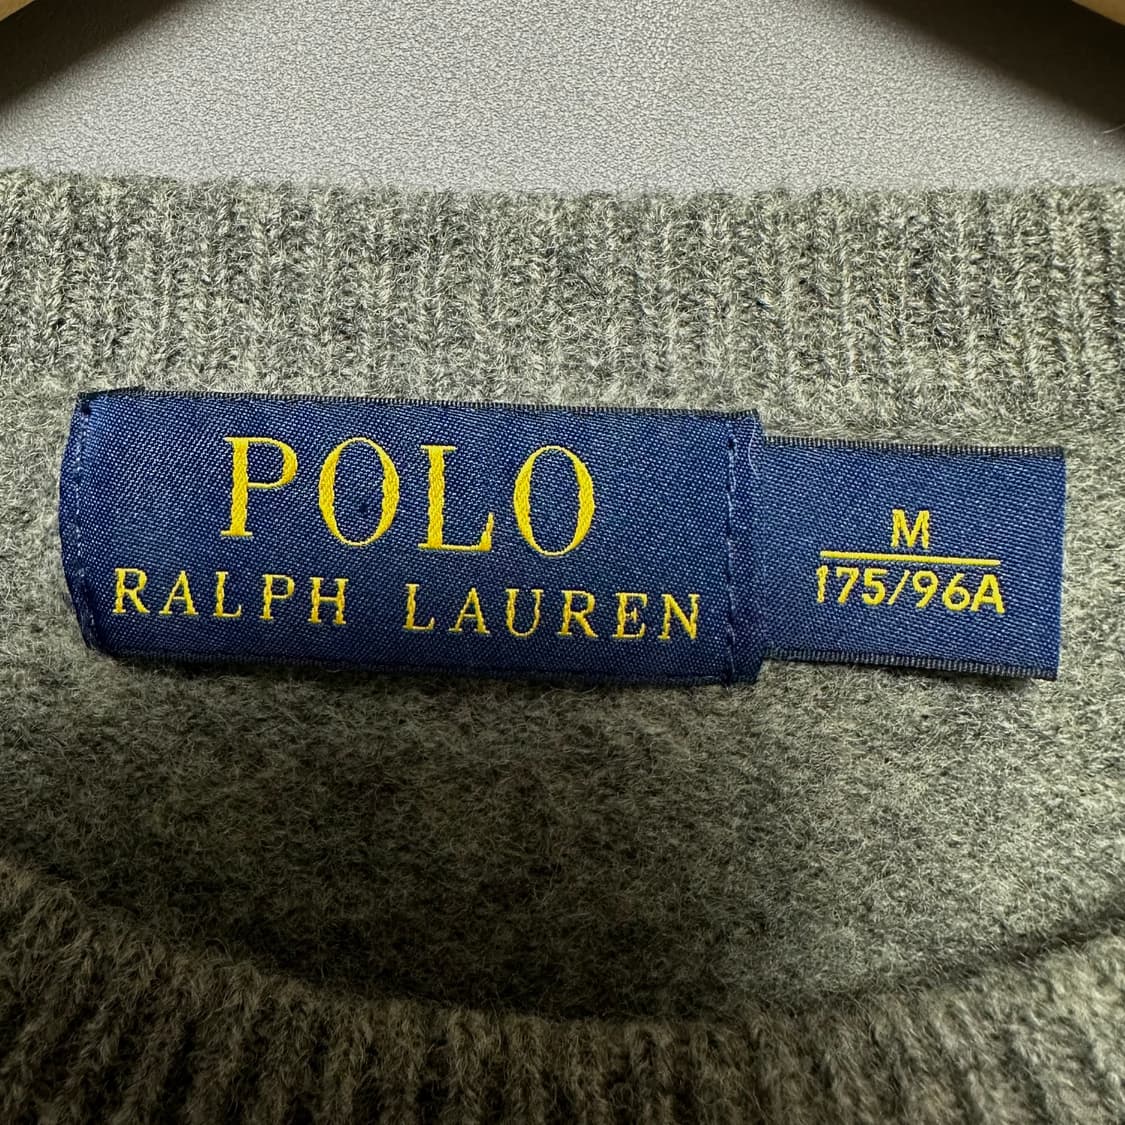 POLO
RALPH LAUREN
M
175/96A